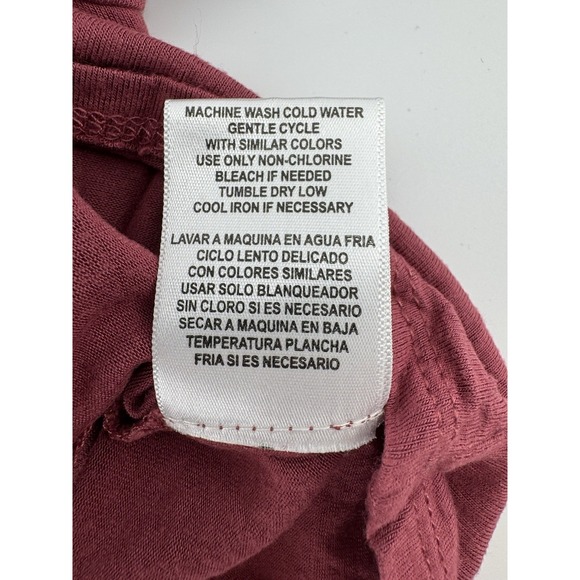 MACHINE WASH COLD WATER
GENTLE CYCLE
WITH SIMILAR COLORS
USE ONLY NON-CHLORINE
BLEACH IF NEEDED
TUMBLE DRY LOW
COOL IRON IF NECESSARY
LAVAR A MAQUINA EN AGUA FRIA
CICLO LENTO DELICADO
CON COLORES SIMILARES
USAR SOLO BLANQUEADOR
SIN CLORO SI ES NECESARIO
SECAR A MAQUINA EN BAJA
TEMPERATURA PLANCHA
FRIA SI ES NECESARIO